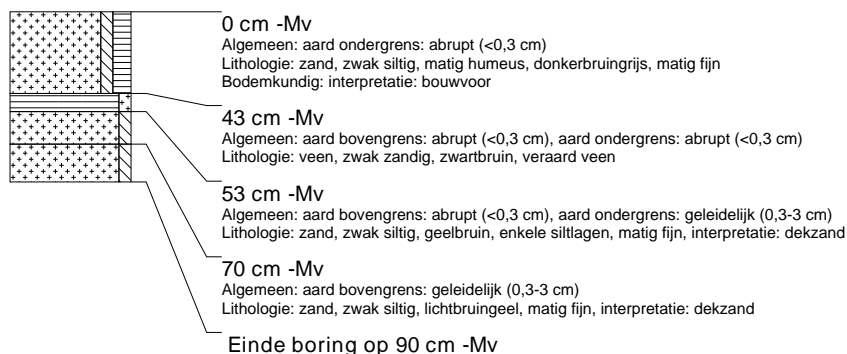 0 cm -Mv
Algemeen: aard ondergrens: abrupt (<0,3 cm)
Lithologie: zand, zwak siltig, matig humeus, donkerbruingrijs, matig fijn
Bodemkundig: interpretatie: bouwvoor
43 cm -Mv
Algemeen: aard bovengrens: abrupt (<0,3 cm), aard ondergrens: abrupt (<0,3 cm)
Lithologie: veen, zwak zandig, zwartbruin, veraard veen
53 cm -Mv
Algemeen: aard bovengrens: abrupt (<0,3 cm), aard ondergrens: geleidelijk (0,3-3 cm)
Lithologie: zand, zwak siltig, geelbruin, enkele siltlagen, matig fijn, interpretatie: dekzand
70 cm -Mv
Algemeen: aard bovengrens: geleidelijk (0,3-3 cm)
Lithologie: zand, zwak siltig, lichtbruingeel, matig fijn, interpretatie: dekzand
Einde boring op 90 cm -Mv